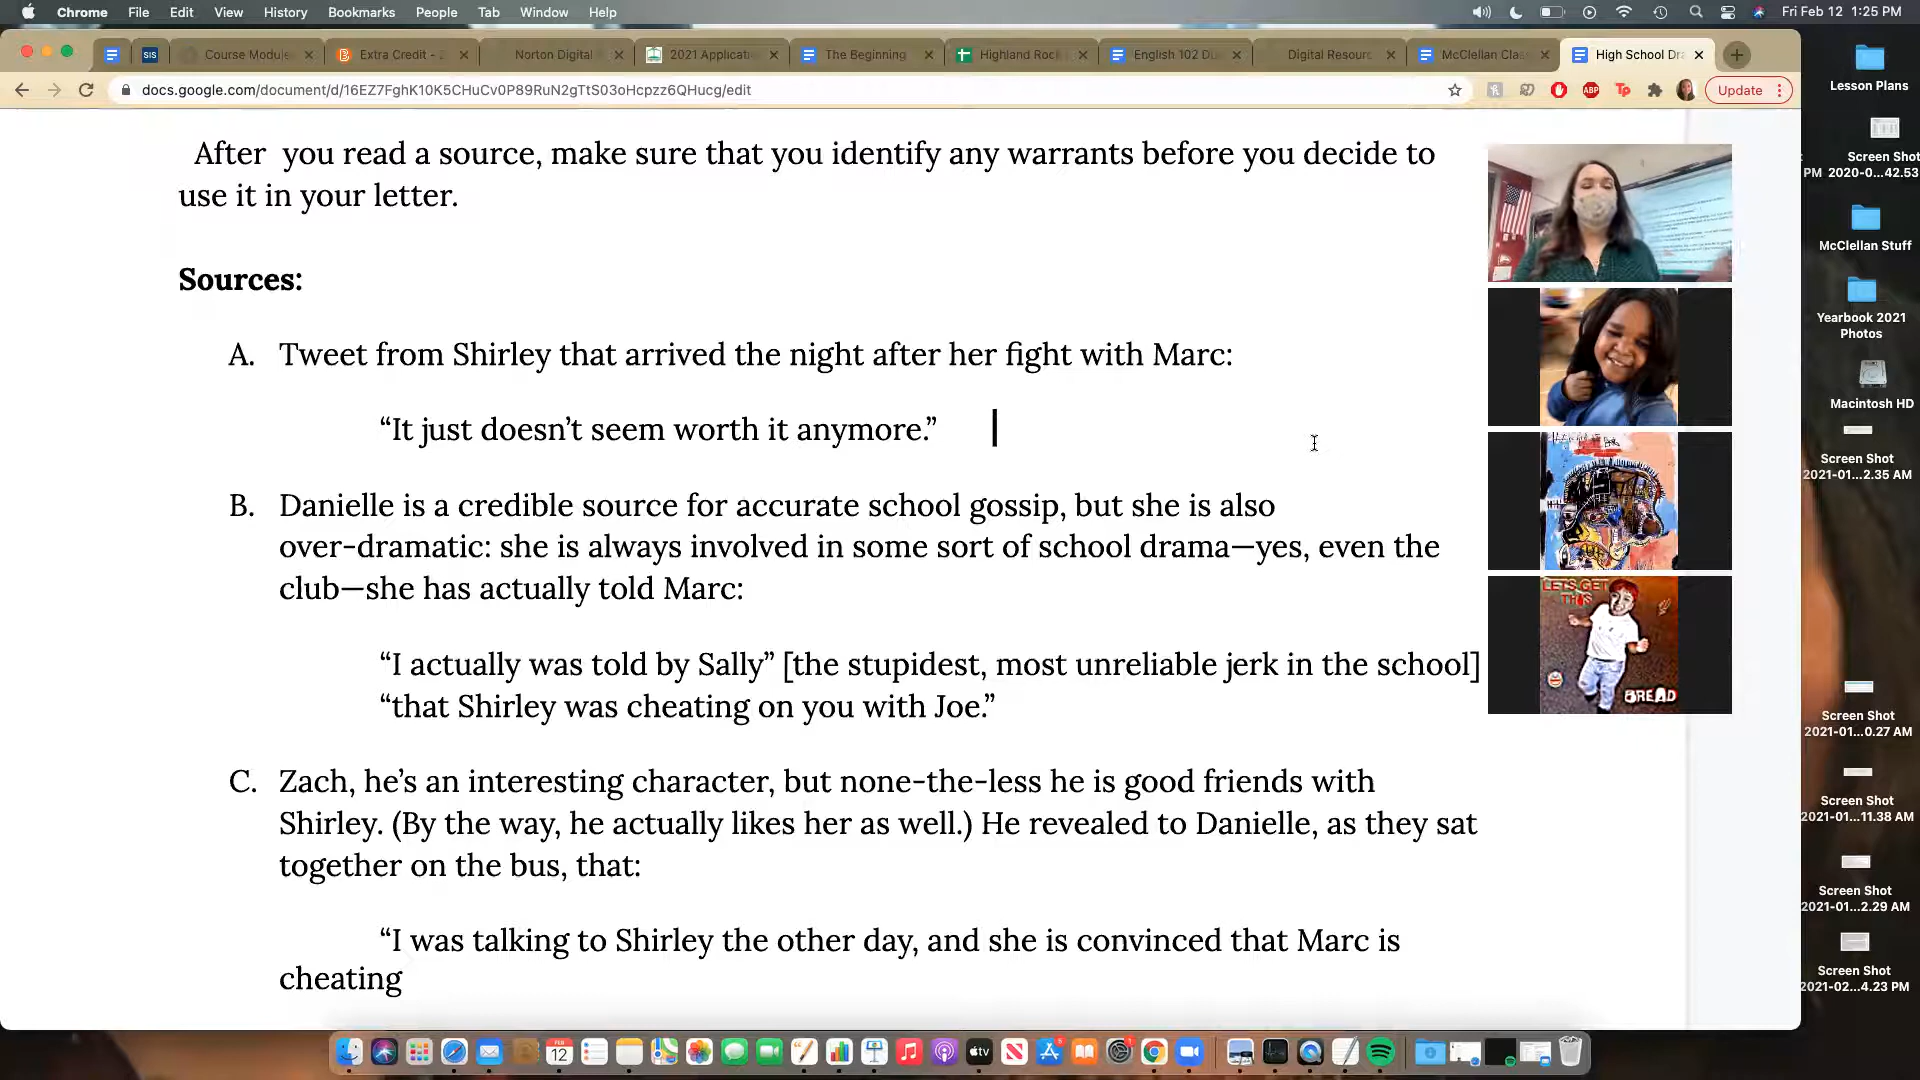 Chrome File Edit View History Bookmarks People Tab Window Help Fri Feb 12 1:25 PM
SIS Course Module Extra Credit - Norton Digital 2021 Applicat The Beginning Highland Rock English 102 Du Digital Resourc McClellan Clas High School Dra
docs.google.com/document/d/16EZ7FghK10K5CHuCv0P89RuN2gTtS03oHcpzz6QHucg/edit ABP Update
After you read a source, make sure that you identify any warrants before you decide to
use it in your letter.
Sources:
A. Tweet from Shirley that arrived the night after her fight with Marc:
“It just doesn’t seem worth it anymore.”
B. Danielle is a credible source for accurate school gossip, but she is also
over-dramatic: she is always involved in some sort of school drama—yes, even the
club—she has actually told Marc:
“I actually was told by Sally” [the stupidest, most unreliable jerk in the school]
“that Shirley was cheating on you with Joe.”
C. Zach, he’s an interesting character, but none-the-less he is good friends with
Shirley. (By the way, he actually likes her as well.) He revealed to Danielle, as they sat
together on the bus, that:
“I was talking to Shirley the other day, and she is convinced that Marc is
cheating
LETS GET
THIS
BREAD
Lesson Plans
Screen Shot
PM 2020-0...42.53
McClellan Stuff
Yearbook 2021
Photos
Macintosh HD
Screen Shot
2021-01...2.35 AM
Screen Shot
2021-01...0.27 AM
Screen Shot
2021-01...11.38 AM
Screen Shot
2021-01...2.29 AM
Screen Shot
2021-02...4.23 PM
FEB
12
tv